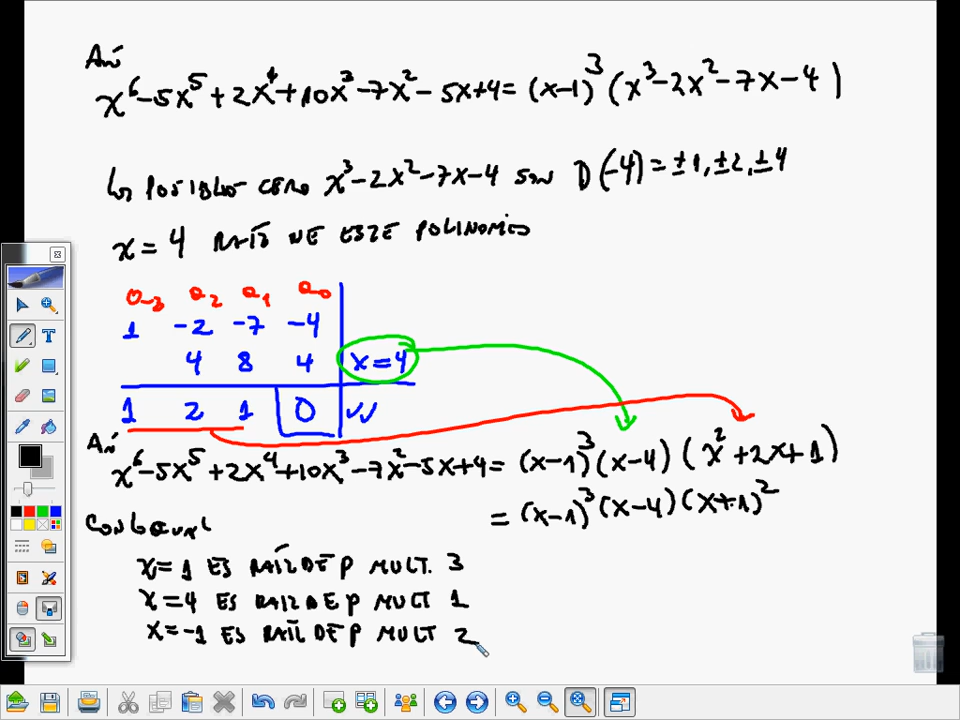 Así
x⁶-5x⁵+2x⁴+10x³-7x²-5x+4=(x-1)³(x³-2x²-7x-4)
Los posibles ceros x³-2x²-7x-4 son D(-4)=±1,±2,±4
x=4 RAÍZ DE ESTE POLINOMIO
a₃ a₂ a₁ a₀
1 -2 -7 -4
4 8 4 x=4
1 2 1 0 ✓✓
Así
x⁶-5x⁵+2x⁴+10x³-7x²-5x+4=(x-1)³(x-4)(x²+2x+1)
=(x-1)³(x-4)(x+1)²
CON LO CUAL
x=1 ES RAÍZ DE P MULT. 3
x=4 ES RAIZ DE P MULT 1
x=-1 ES RAÍZ DE P MULT 2